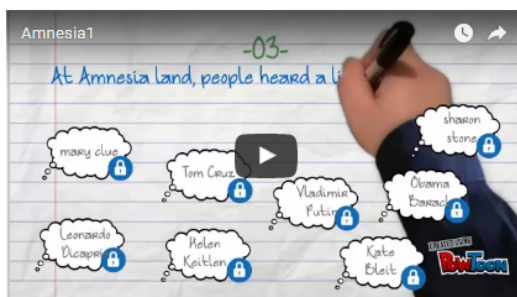 Amnesia1
-03-
At Amnesia land, people heard a li
sharon
stone
mary clue
Tom Cruz
Vladimir
Putin
Obama
Barack
Leonardo
Dicaprio
Helen
Keitlen
Kate
Bleit
CREATED USING
POWTOON